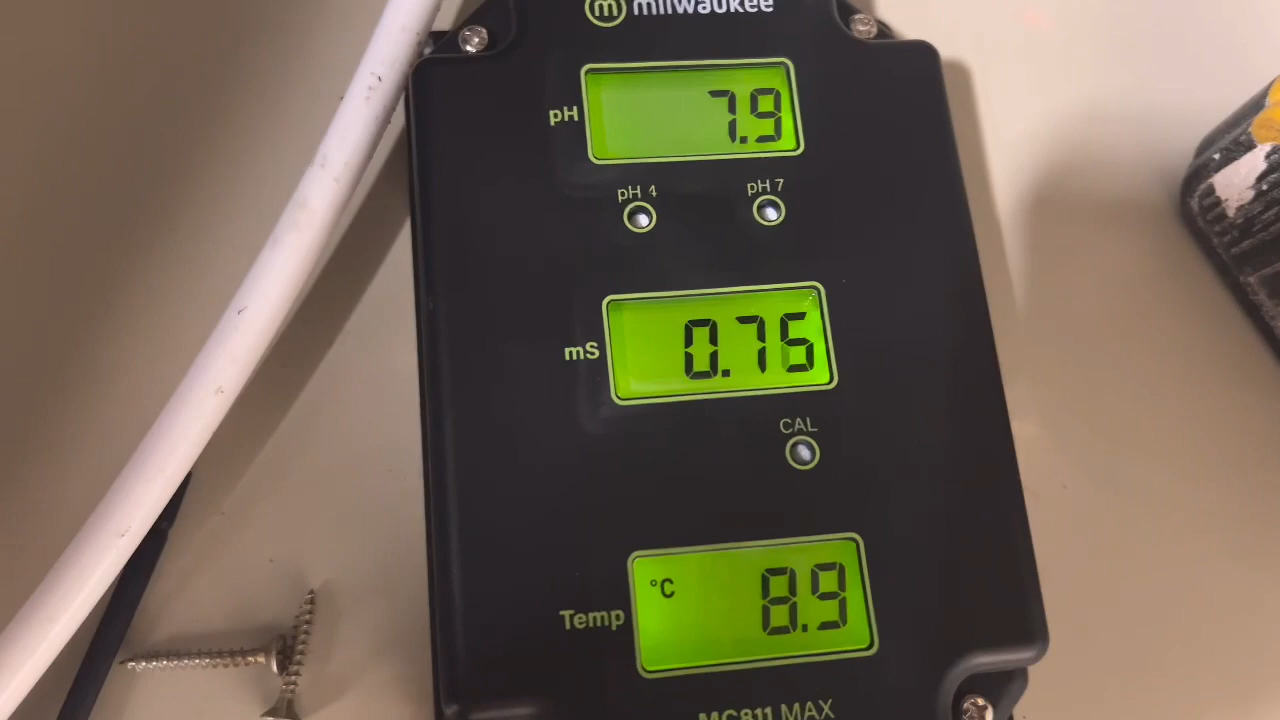 m milwaukee
pH 7.9
pH 4 pH 7
mS 0.76
CAL
°C
Temp 8.9
MC811 MAX